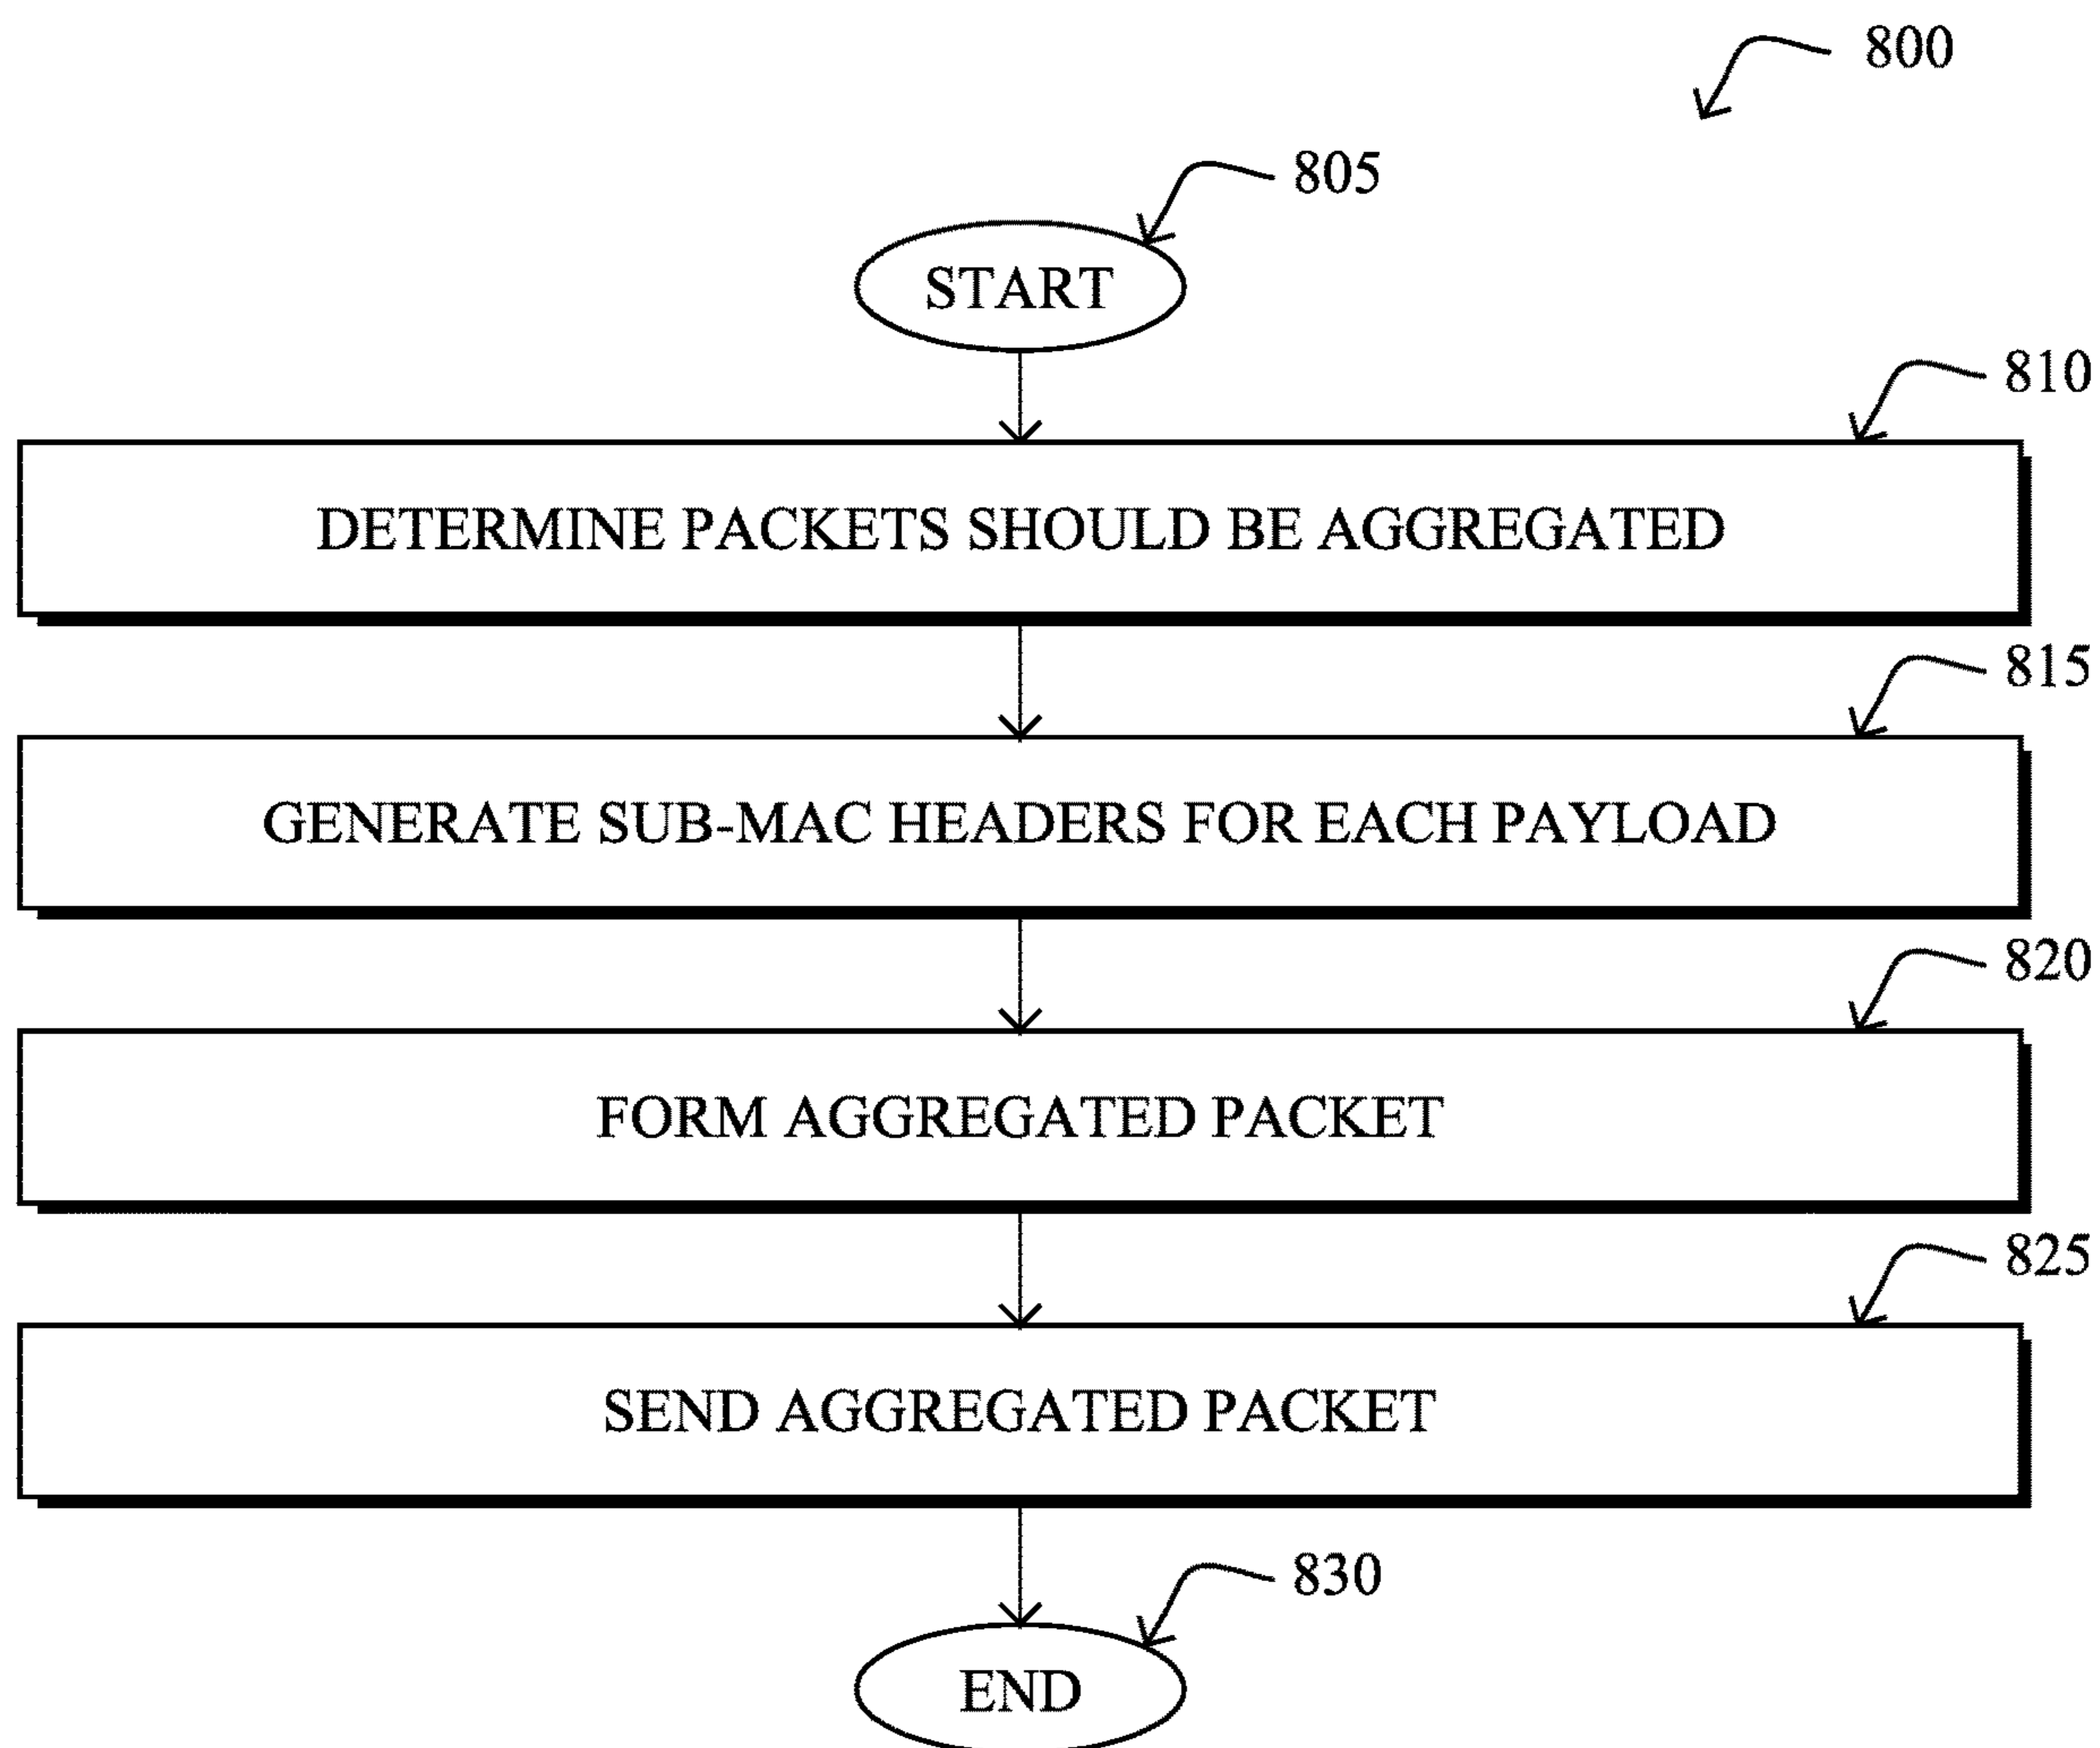 800
805
START
810
DETERMINE PACKETS SHOULD BE AGGREGATED
815
GENERATE SUB-MAC HEADERS FOR EACH PAYLOAD
820
FORM AGGREGATED PACKET
825
SEND AGGREGATED PACKET
830
END